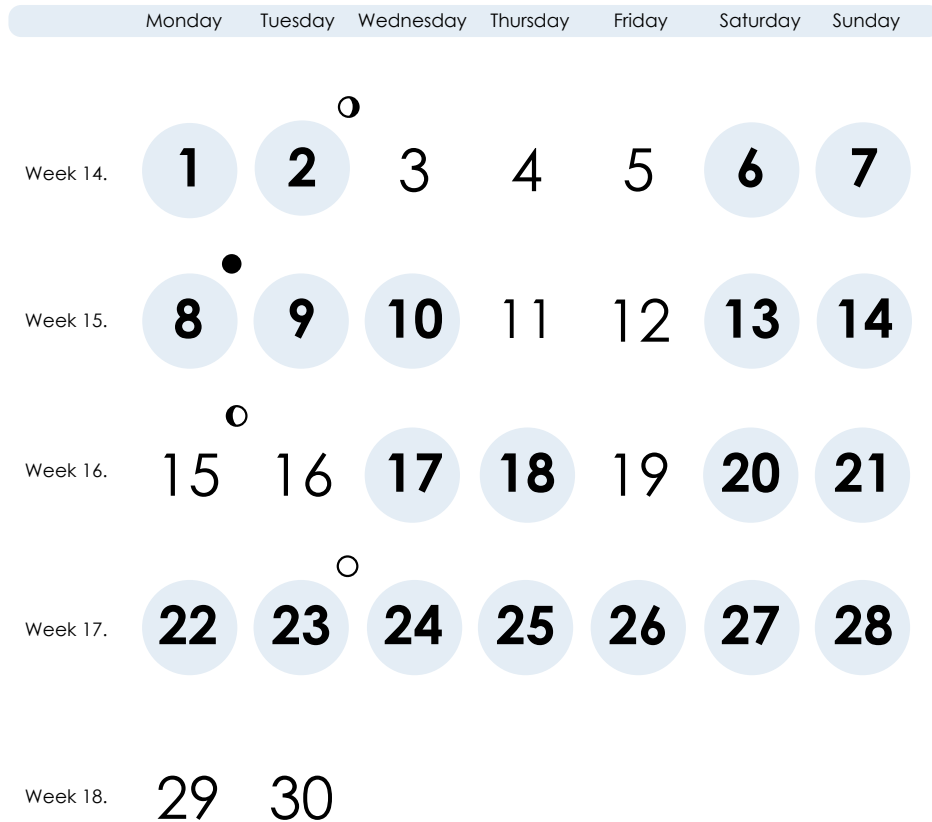 Monday Tuesday Wednesday Thursday Friday Saturday Sunday
Week 14. 1 2 3 4 5 6 7
Week 15. 8 9 10 11 12 13 14
Week 16. 15 16 17 18 19 20 21
Week 17. 22 23 24 25 26 27 28
Week 18. 29 30